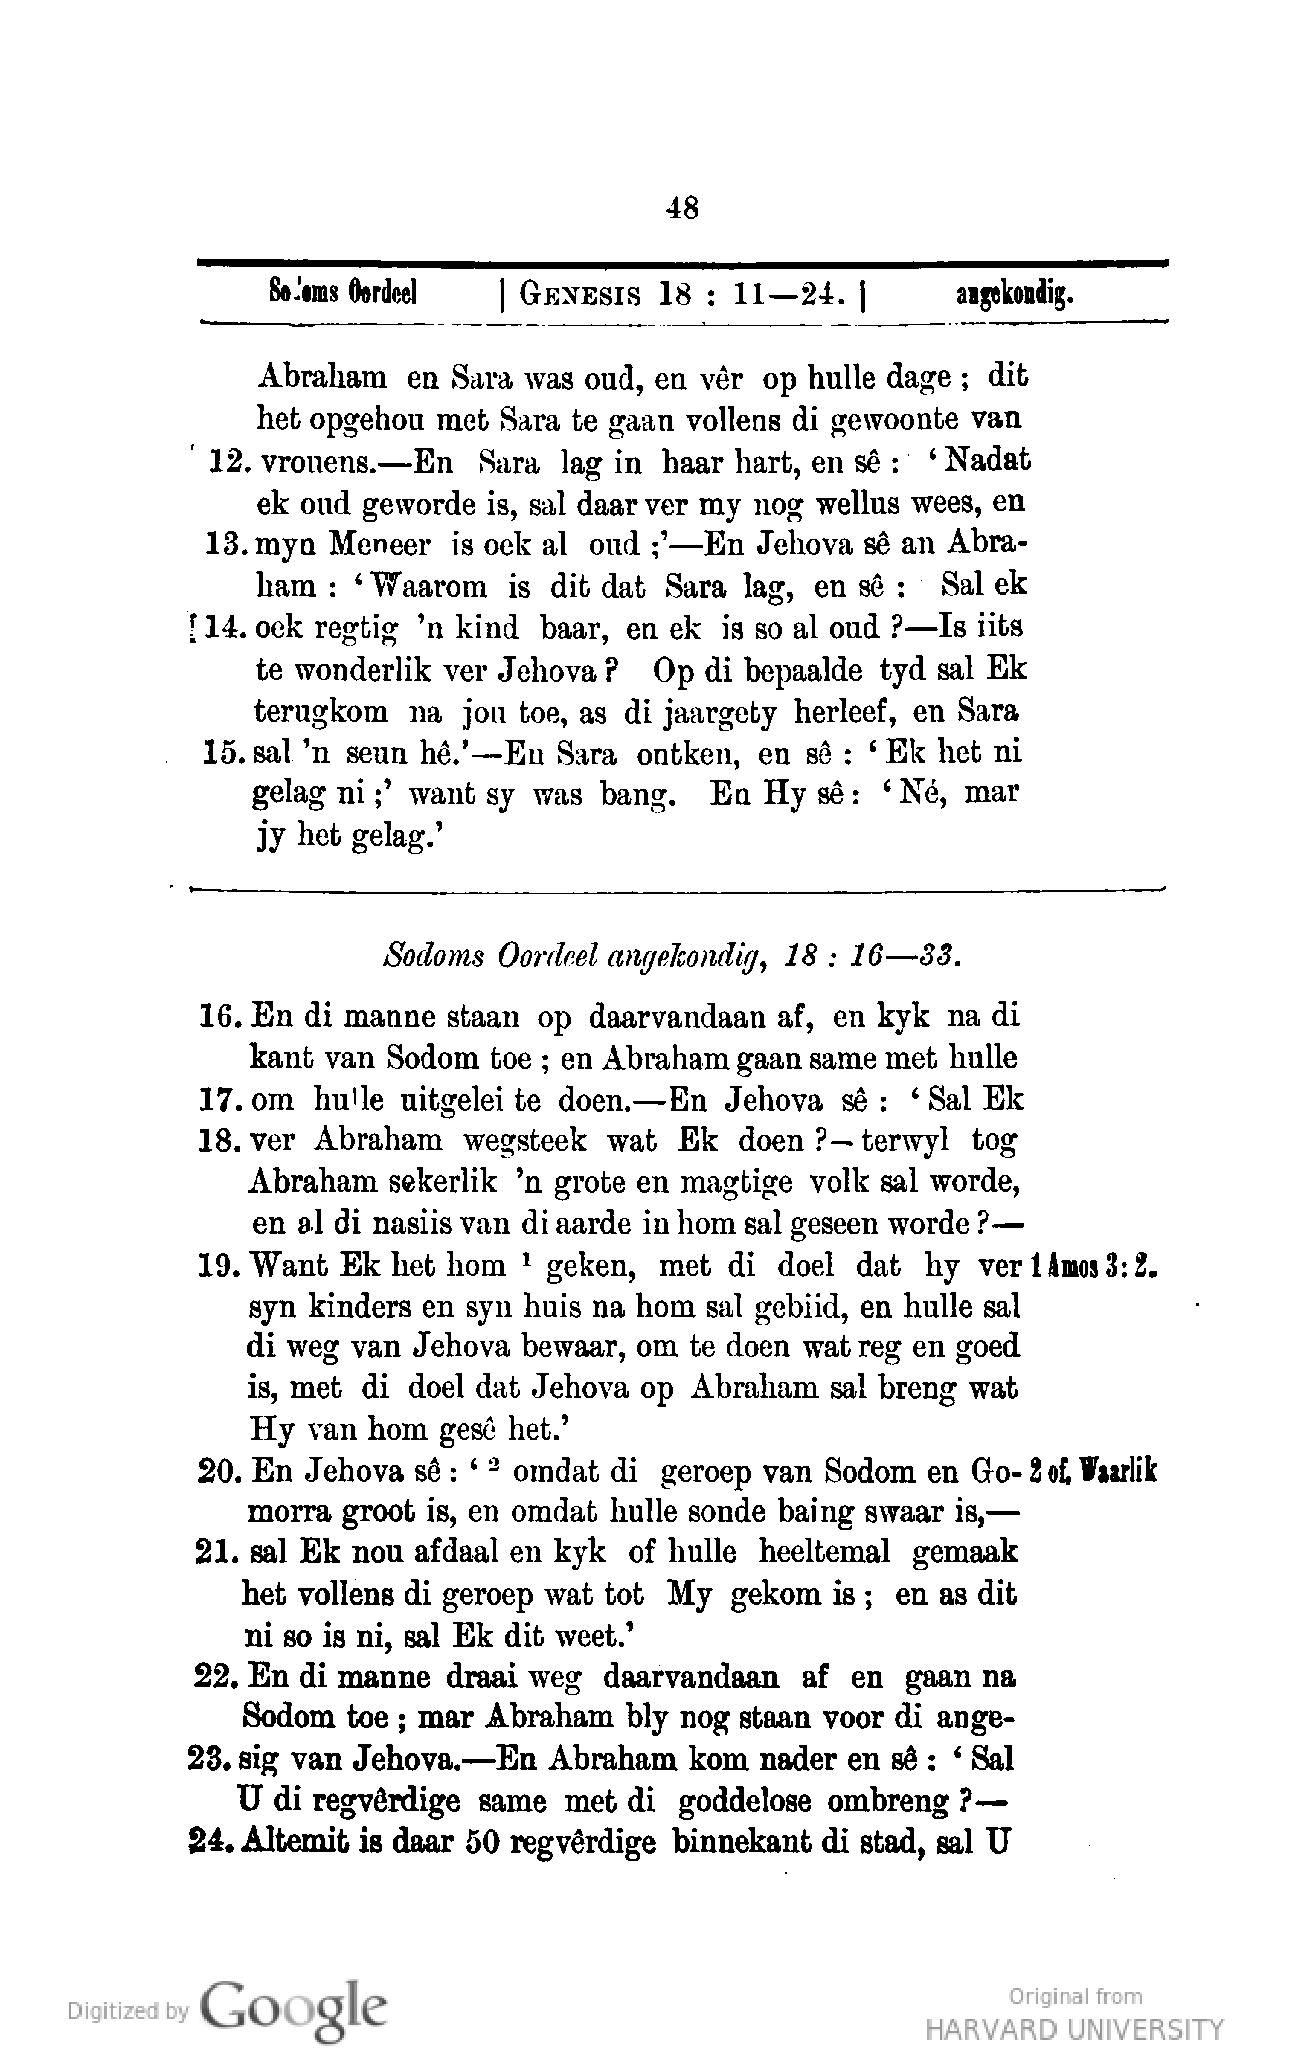 48
Sodoms Oordeel | GENESIS 18 : 11—24. | angekondig.
Abraham en Sara was oud, en vêr op hulle dage ; dit
het opgehou met Sara te gaan vollens di gewoonte van
12. vrouens.—En Sara lag in haar hart, en sê : ‘ Nadat
ek oud geworde is, sal daar ver my nog wellus wees, en
13. myn Meneer is ock al oud ;’—En Jehova sê an Abra-
ham : ‘ Waarom is dit dat Sara lag, en sê : Sal ek
14. ock regtig ’n kind baar, en ek is so al oud ?—Is iits
te wonderlik ver Jehova ? Op di bepaalde tyd sal Ek
terugkom na jou toe, as di jaargety herleef, en Sara
15. sal ’n seun hê.’—En Sara ontken, en sê : ‘ Ek het ni
gelag ni ;’ want sy was bang. En Hy sê : ‘ Né, mar
jy het gelag.’
Sodoms Oordeel angekondig, 18 : 16—33.
16. En di manne staan op daarvandaan af, en kyk na di
kant van Sodom toe ; en Abraham gaan same met hulle
17. om hulle uitgelei te doen.—En Jehova sê : ‘ Sal Ek
18. ver Abraham wegsteek wat Ek doen ?—terwyl tog
Abraham sekerlik ’n grote en magtige volk sal worde,
en al di nasiis van di aarde in hom sal geseen worde ?—
19. Want Ek het hom ¹ geken, met di doel dat hy ver 1 Amos 3: 2.
syn kinders en syn huis na hom sal gebiid, en hulle sal
di weg van Jehova bewaar, om te doen wat reg en goed
is, met di doel dat Jehova op Abraham sal breng wat
Hy van hom gesê het.’
20. En Jehova sê : ‘ ² omdat di geroep van Sodom en Go- 2 of, Waarlik
morra groot is, en omdat hulle sonde baing swaar is,—
21. sal Ek nou afdaal en kyk of hulle heeltemal gemaak
het vollens di geroep wat tot My gekom is ; en as dit
ni so is ni, sal Ek dit weet.’
22. En di manne draai weg daarvandaan af en gaan na
Sodom toe ; mar Abraham bly nog staan voor di ange-
23. sig van Jehova.—En Abraham kom nader en sê : ‘ Sal
U di regvêrdige same met di goddelose ombreng ?—
24. Altemit is daar 50 regvêrdige binnekant di stad, sal U
Digitized by Google
Original from
HARVARD UNIVERSITY